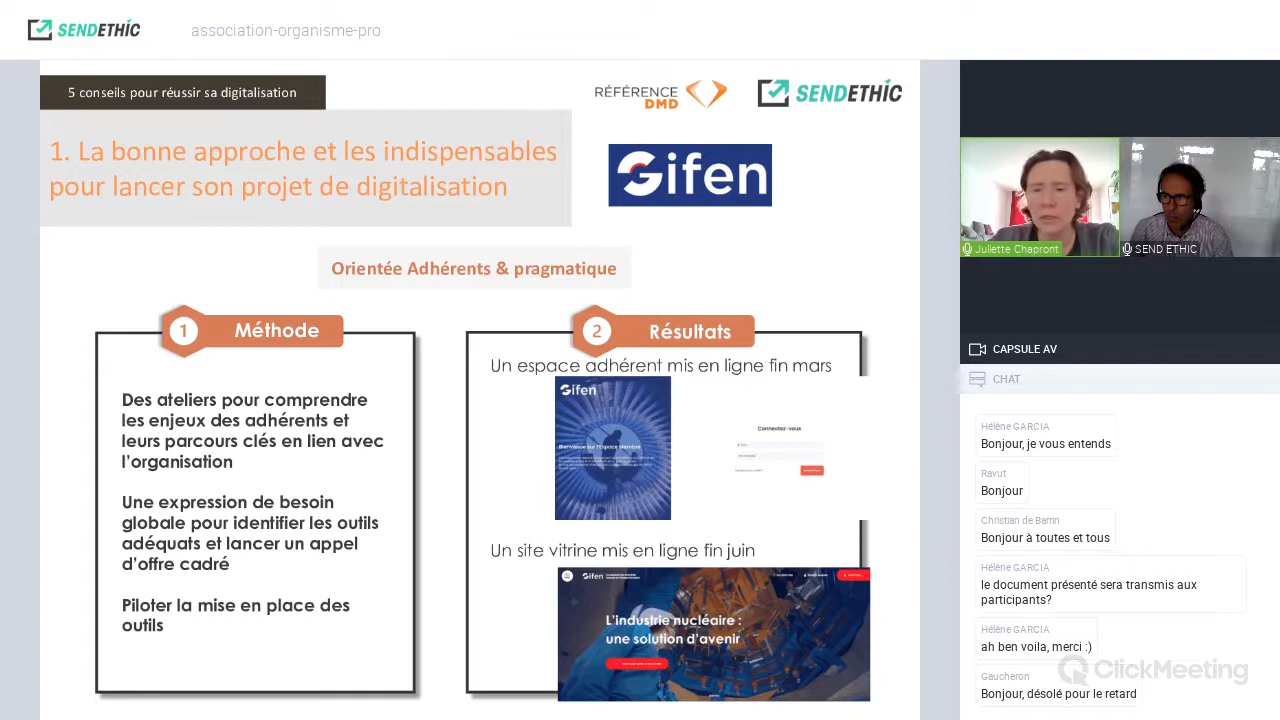 SENDETHIC
association-organisme-pro
5 conseils pour réussir sa digitalisation
RÉFÉRENCE
DMD
SENDETHIC
1. La bonne approche et les indispensables
pour lancer son projet de digitalisation
Gifen
Orientée Adhérents & pragmatique
1
Méthode
Des ateliers pour comprendre
les enjeux des adhérents et
leurs parcours clés en lien avec
l'organisation
Une expression de besoin
globale pour identifier les outils
adéquats et lancer un appel
d'offre cadré
Piloter la mise en place des
outils
2
Résultats
Un espace adhérent mis en ligne fin mars
Gifen
Bienvenue sur l'Espace Membre
Connectez-vous
Un site vitrine mis en ligne fin juin
Gifen
L'industrie nucléaire :
une solution d'avenir
Juliette Chapront
SEND ETHIC
CAPSULE AV
CHAT
Hélène GARCIA
Bonjour, je vous entends
Ravut
Bonjour
Christian de Barrin
Bonjour à toutes et tous
Hélène GARCIA
le document présenté sera transmis aux
participants?
Hélène GARCIA
ah ben voila, merci :)
Gaucheron
Bonjour, désolé pour le retard
ClickMeeting